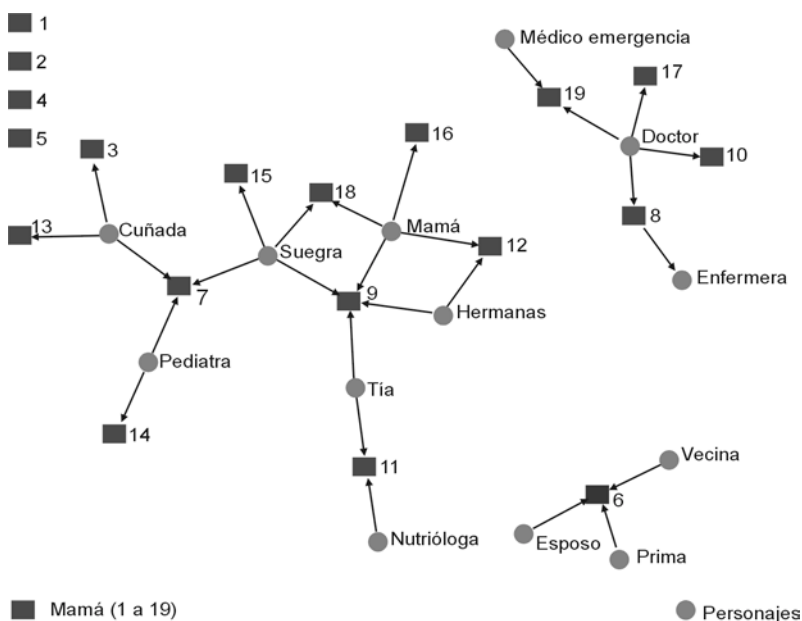 1
Médico emergencia
2
17
4
19
5
16
Doctor
3
10
15
18
13
Cuñada
Mamá
8
Suegra
12
7
9
Enfermera
Hermanas
Pediatra
Tía
14
Vecina
11
6
Nutrióloga
Esposo
Prima
Mamá (1 a 19)
Personajes